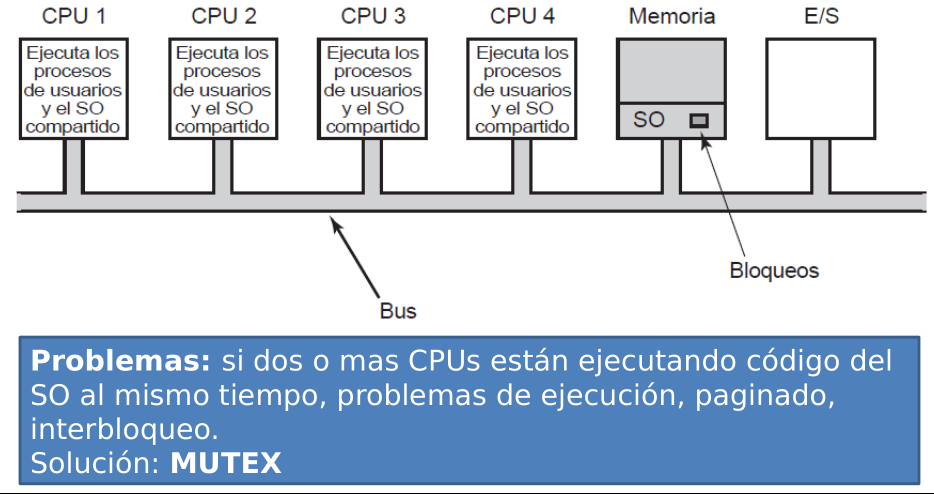 CPU 1
CPU 2
CPU 3
CPU 4
Memoria
E/S
Ejecuta los
procesos
de usuarios
y el SO
compartido
Ejecuta los
procesos
de usuarios
y el SO
compartido
Ejecuta los
procesos
de usuarios
y el SO
compartido
Ejecuta los
procesos
de usuarios
y el SO
compartido
SO
Bloqueos
Bus
Problemas: si dos o mas CPUs están ejecutando código del
SO al mismo tiempo, problemas de ejecución, paginado,
interbloqueo.
Solución: MUTEX